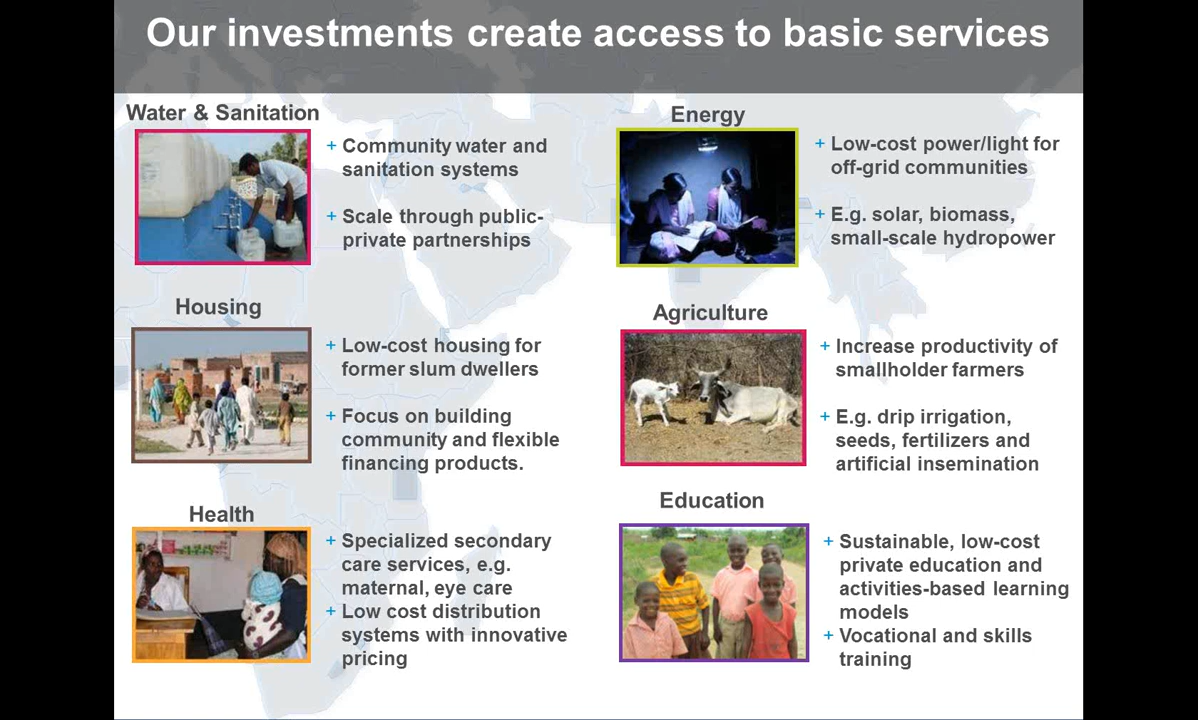 Our investments create access to basic services
Water & Sanitation
+ Community water and
sanitation systems
+ Scale through public-
private partnerships
Energy
+ Low-cost power/light for
off-grid communities
+ E.g. solar, biomass,
small-scale hydropower
Housing
+ Low-cost housing for
former slum dwellers
+ Focus on building
community and flexible
financing products.
Agriculture
+ Increase productivity of
smallholder farmers
+ E.g. drip irrigation,
seeds, fertilizers and
artificial insemination
Health
+ Specialized secondary
care services, e.g.
maternal, eye care
+ Low cost distribution
systems with innovative
pricing
Education
+ Sustainable, low-cost
private education and
activities-based learning
models
+ Vocational and skills
training